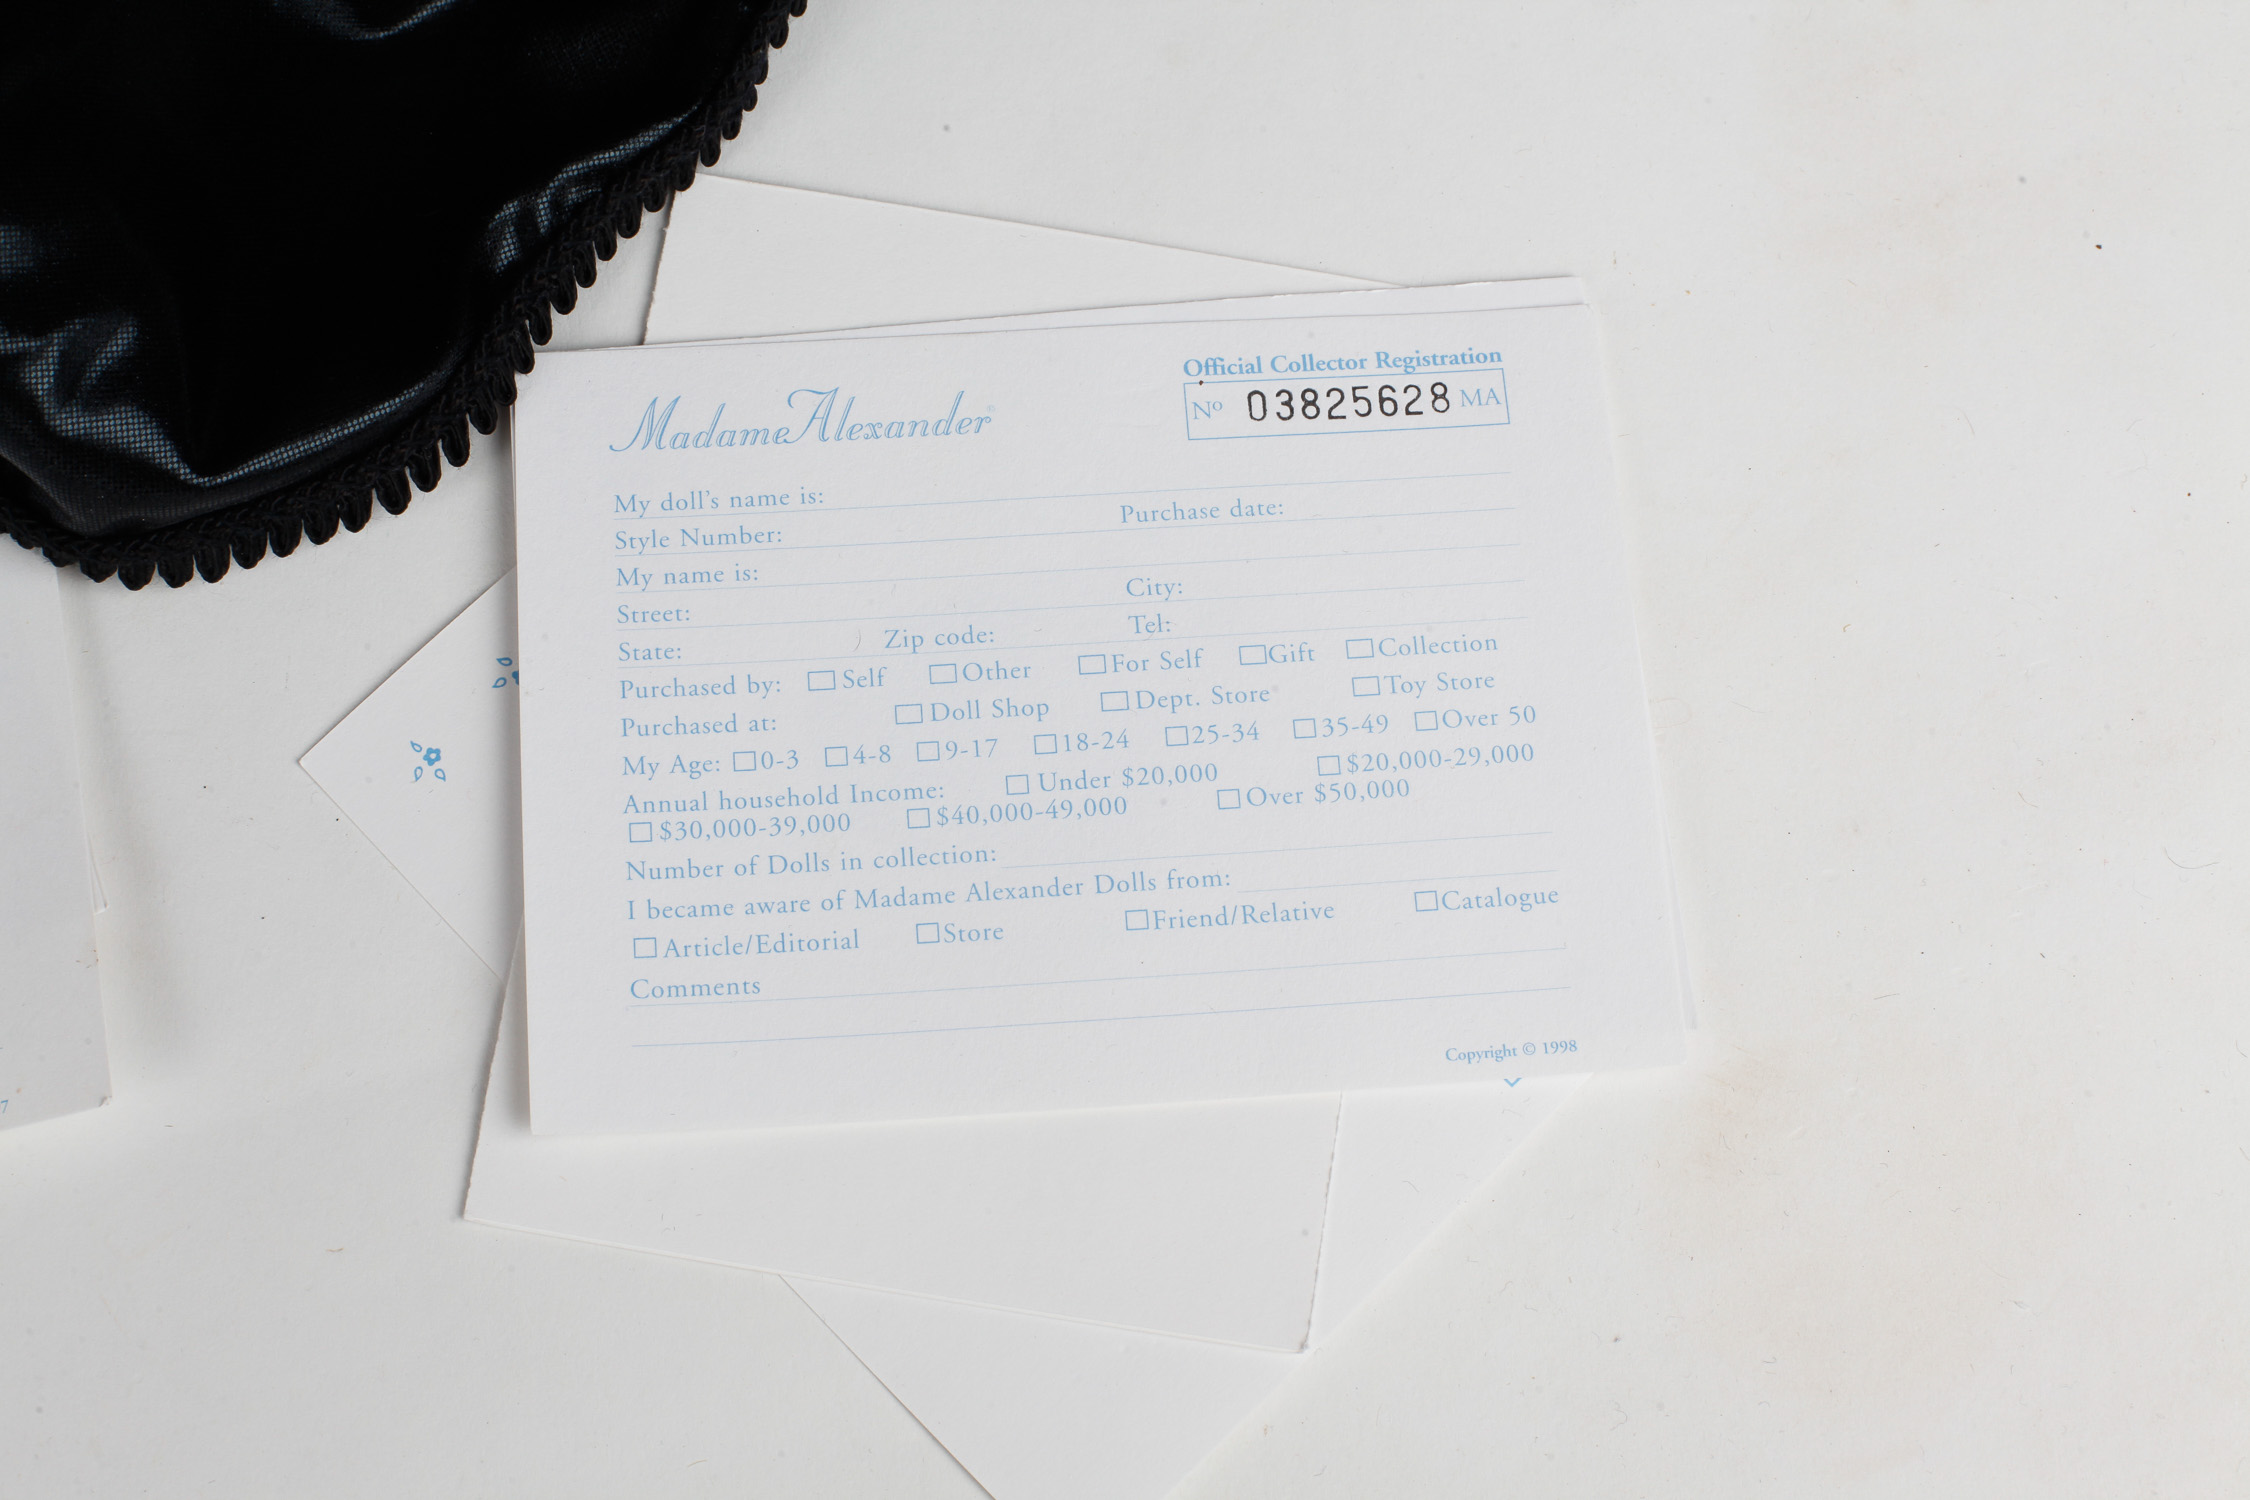 Official Collector Registration
Madame Alexander®
Nº 03825628 MA
My doll's name is:
Style Number: Purchase date:
My name is:
Street: City:
State: Zip code: Tel:
Purchased by: Self Other For Self Gift Collection
Purchased at: Doll Shop Dept. Store Toy Store
My Age: 0-3 4-8 9-17 18-24 25-34 35-49 Over 50
Annual household Income: Under $20,000 $20,000-29,000
$30,000-39,000 $40,000-49,000 Over $50,000
Number of Dolls in collection:
I became aware of Madame Alexander Dolls from:
Article/Editorial Store Friend/Relative Catalogue
Comments
Copyright © 1998
7